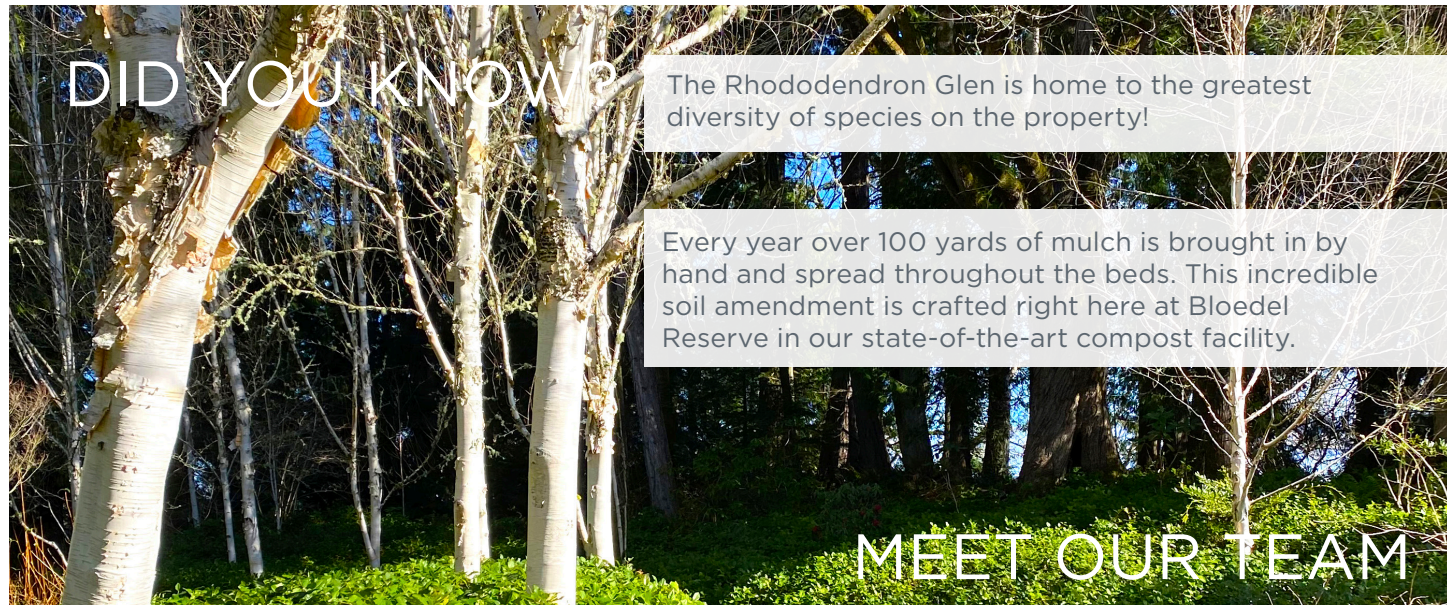 DID YOU KNOW?
The Rhododendron Glen is home to the greatest
diversity of species on the property!
Every year over 100 yards of mulch is brought in by
hand and spread throughout the beds. This incredible
soil amendment is crafted right here at Bloedel
Reserve in our state-of-the-art compost facility.
MEET OUR TEAM